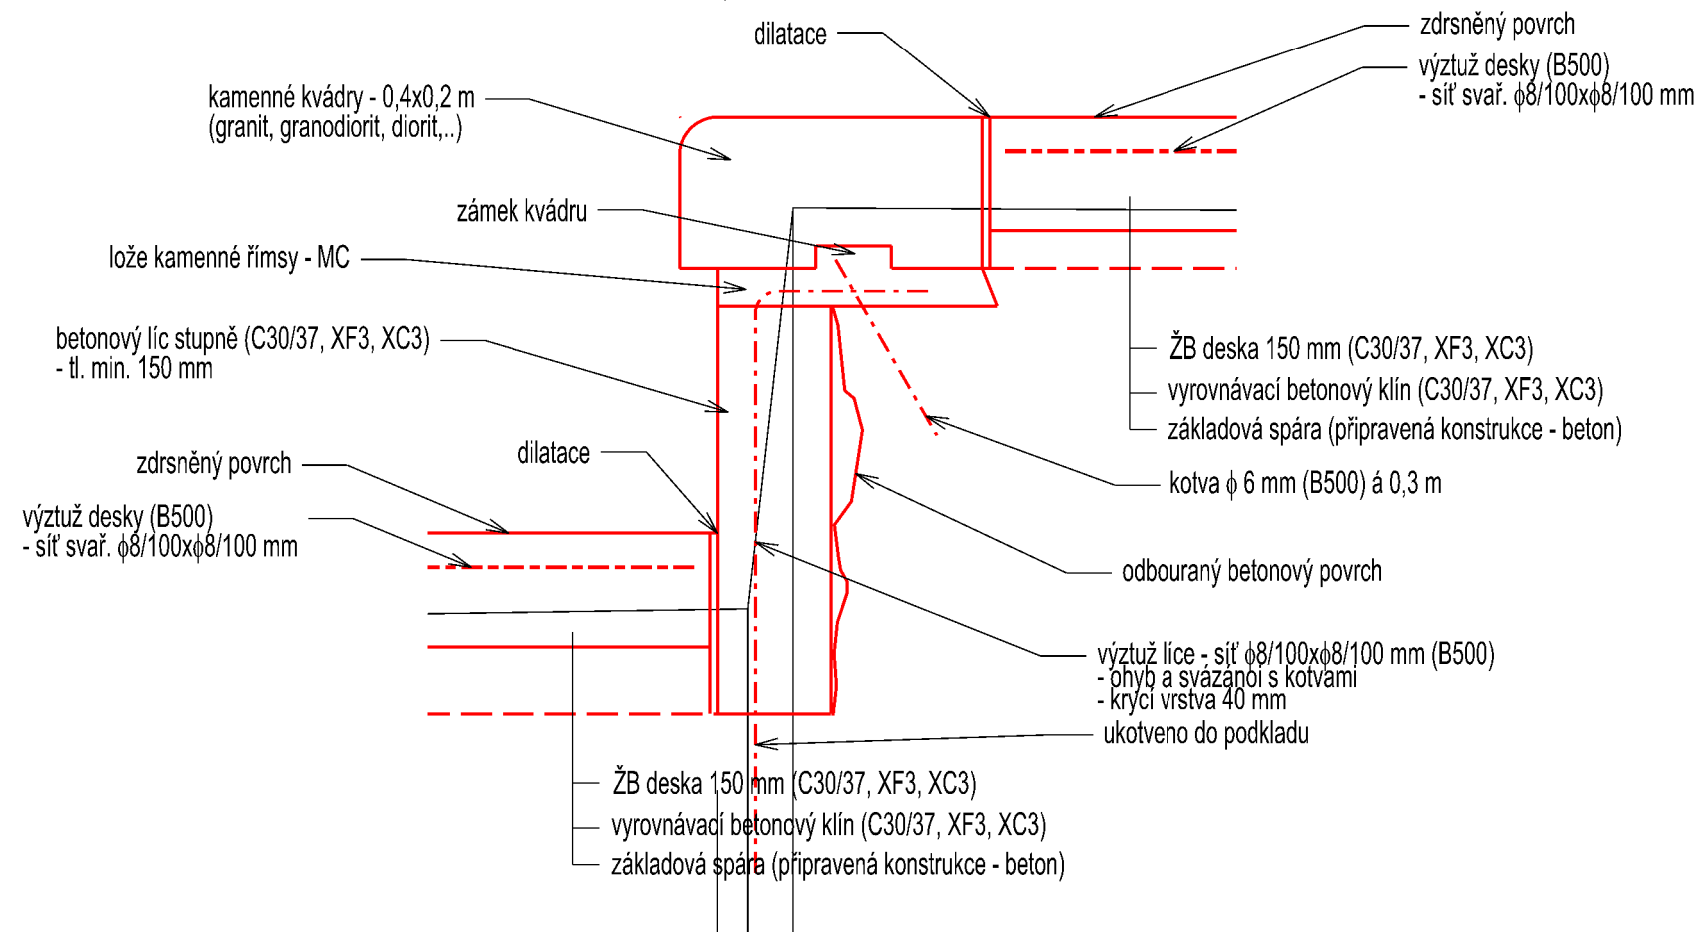 dilatace
zdrsněný povrch
výztuž desky (B500)
- síť svař. ϕ8/100xϕ8/100 mm
kamenné kvádry - 0,4x0,2 m
(granit, granodiorit, diorit,..)
zámek kvádru
lože kamenné římsy - MC
betonový líc stupně (C30/37, XF3, XC3)
- tl. min. 150 mm
ŽB deska 150 mm (C30/37, XF3, XC3)
vyrovnávací betonový klín (C30/37, XF3, XC3)
základová spára (připravená konstrukce - beton)
dilatace
zdrsněný povrch
kotva ϕ 6 mm (B500) á 0,3 m
výztuž desky (B500)
- síť svař. ϕ8/100xϕ8/100 mm
odbouraný betonový povrch
výztuž líce - síť ϕ8/100xϕ8/100 mm (B500)
- ohyb a svázánoí s kotvami
- krycí vrstva 40 mm
ukotveno do podkladu
ŽB deska 150 mm (C30/37, XF3, XC3)
vyrovnávací betonový klín (C30/37, XF3, XC3)
základová spára (připravená konstrukce - beton)